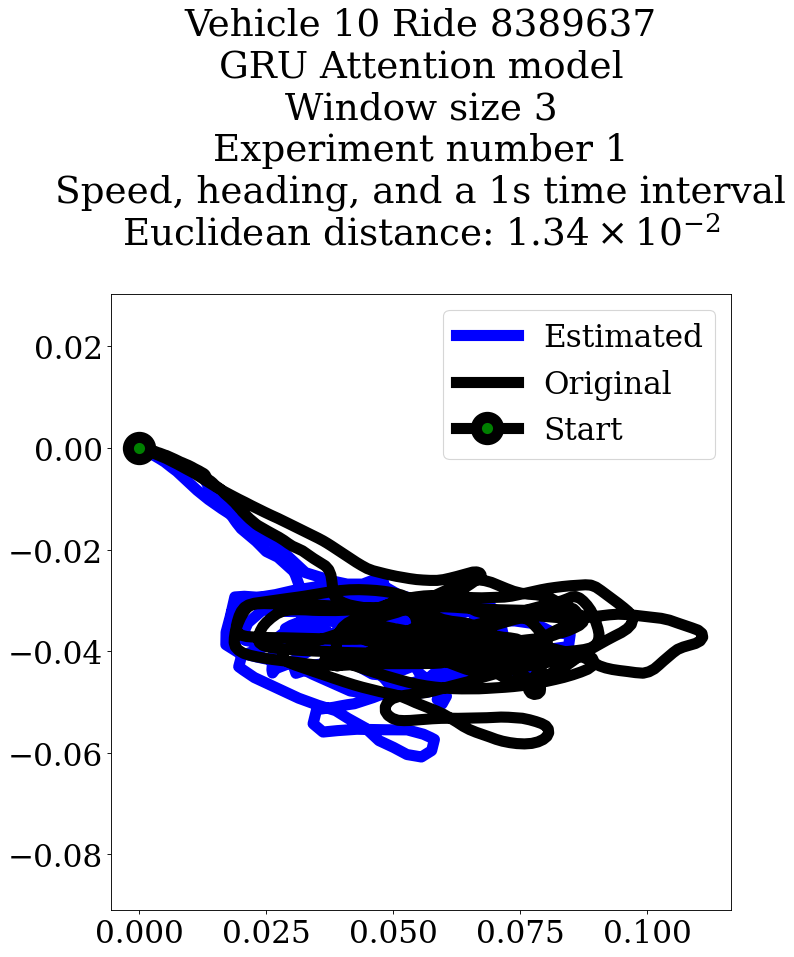 Vehicle 10 Ride 8389637
GRU Attention model
Window size 3
Experiment number 1
Speed, heading, and a 1s time interval
Euclidean distance: 1.34 × 10⁻²
Estimated
Original
Start
0.02
0.00
−0.02
−0.04
−0.06
−0.08
0.000 0.025 0.050 0.075 0.100